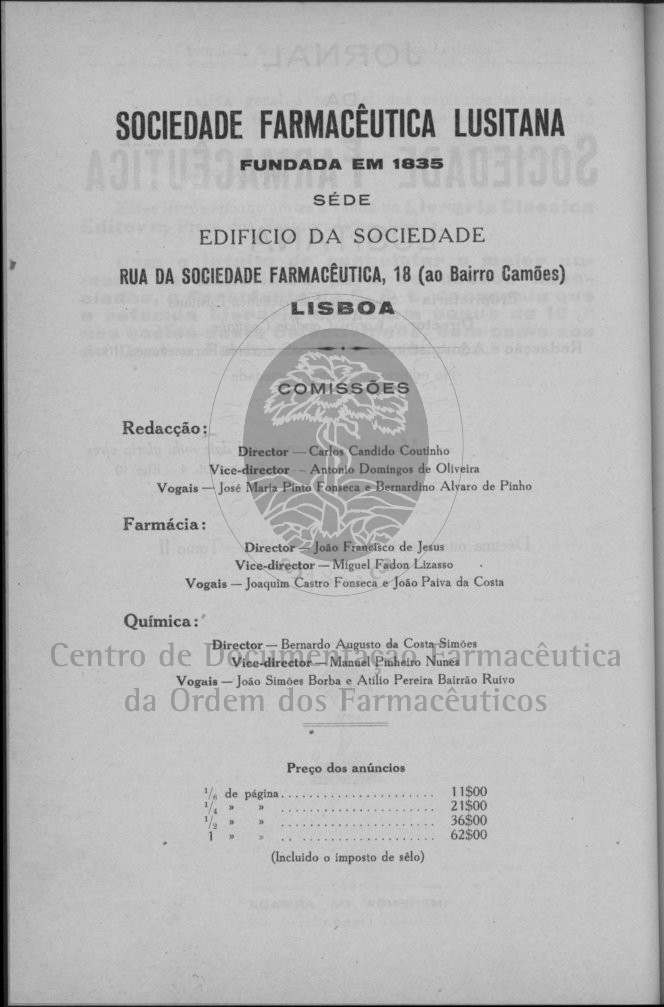 SOCIEDADE FARMACÊUTICA LUSITANA
FUNDADA EM 1835
SÉDE
EDIFICIO DA SOCIEDADE
RUA DA SOCIEDADE FARMACÊUTICA, 18 (ao Bairro Camões)
LISBOA
COMISSÕES
Redacção:
Director — Carlos Candido Coutinho
Vice-director — Antonio Domingos de Oliveira
Vogais — José Maria Pinto Fonseca e Bernardino Alvaro de Pinho
Farmácia:
Director — João Francisco de Jesus
Vice-director — Miguel Fadon Lizasso
Vogais — Joaquim Castro Fonseca e João Paiva da Costa
Química:
Director — Bernardo Augusto da Costa Simões
Centro de Documentação Farmacêutica
Vice-director — Manuel Pinheiro Nunes
Vogais — João Simões Borba e Atílio Pereira Bairrão Ruivo
da Ordem dos Farmacêuticos
Preço dos anúncios
1/8 de página . . . . . . . . . . . . . . . . . . . . . . 11$00
1/4 » » . . . . . . . . . . . . . . . . . . . . . . 21$00
1/2 » » . . . . . . . . . . . . . . . . . . . . . . 36$00
1 » » . . . . . . . . . . . . . . . . . . . . . . 62$00
(Incluido o imposto de sêlo)